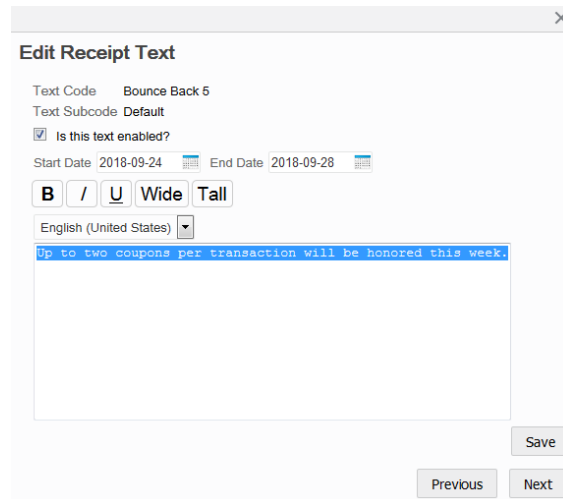 Edit Receipt Text
Text Code Bounce Back 5
Text Subcode Default
Is this text enabled?
Start Date 2018-09-24 End Date 2018-09-28
B I U Wide Tall
English (United States)
Up to two coupons per transaction will be honored this week.
Save
Previous Next